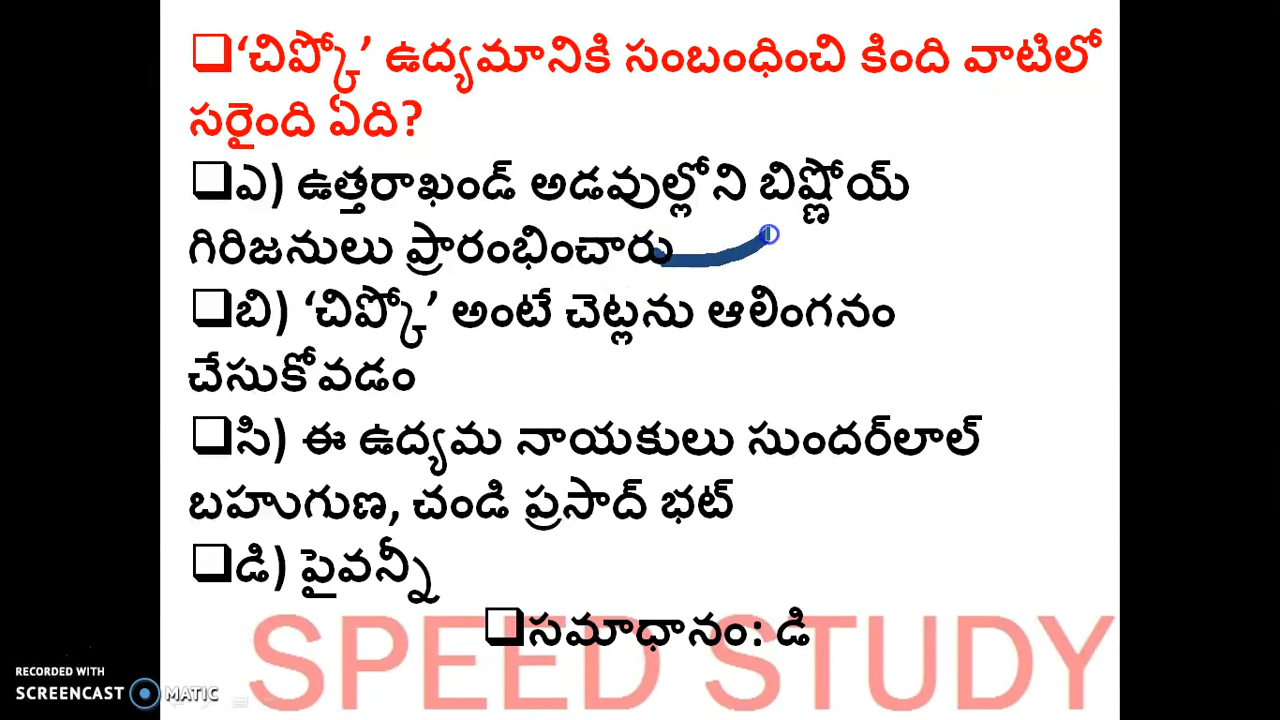 ❑‘చిప్కో’ ఉద్యమానికి సంబంధించి కింది వాటిలో
సరైంది ఏది?
❑ఎ) ఉత్తరాఖండ్ అడవుల్లోని బిష్ణోయ్
గిరిజనులు ప్రారంభించారు
❑బి) ‘చిప్కో’ అంటే చెట్లను ఆలింగనం
చేసుకోవడం
❑సి) ఈ ఉద్యమ నాయకులు సుందర్‌లాల్
బహుగుణ, చండి ప్రసాద్ భట్
❑డి) పైవన్నీ
❑సమాధానం: డి
SPEED STUDY
RECORDED WITH
SCREENCAST MATIC